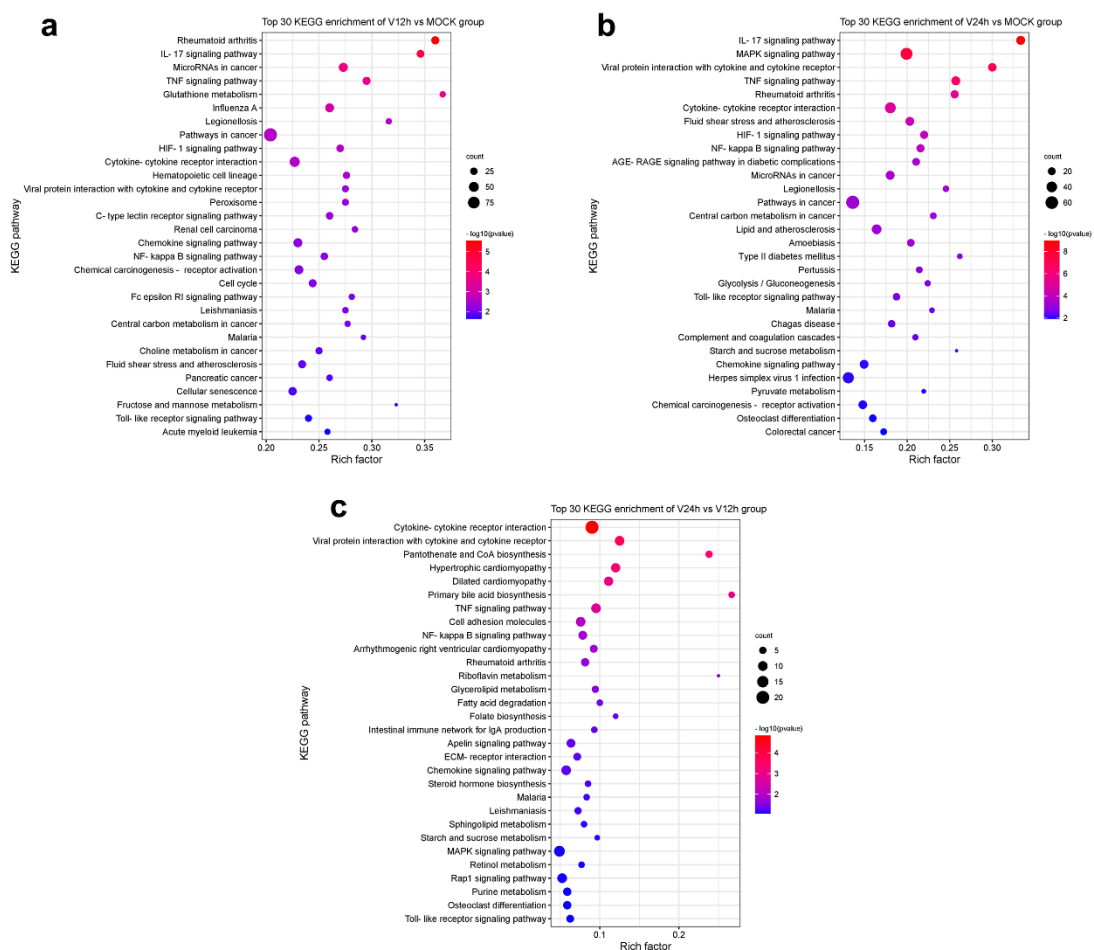 a
Top 30 KEGG enrichment of V12h vs MOCK group
KEGG pathway
Rheumatoid arthritis
IL- 17 signaling pathway
MicroRNAs in cancer
TNF signaling pathway
Glutathione metabolism
Influenza A
Legionellosis
Pathways in cancer
HIF- 1 signaling pathway
Cytokine- cytokine receptor interaction
Hematopoietic cell lineage
Viral protein interaction with cytokine and cytokine receptor
Peroxisome
C- type lectin receptor signaling pathway
Renal cell carcinoma
Chemokine signaling pathway
NF- kappa B signaling pathway
Chemical carcinogenesis - receptor activation
Cell cycle
Fc epsilon RI signaling pathway
Leishmaniasis
Central carbon metabolism in cancer
Malaria
Choline metabolism in cancer
Fluid shear stress and atherosclerosis
Pancreatic cancer
Cellular senescence
Fructose and mannose metabolism
Toll- like receptor signaling pathway
Acute myeloid leukemia
0.20 0.25 0.30 0.35
Rich factor
count
25
50
75
- log10(pvalue)
5
4
3
2
b
Top 30 KEGG enrichment of V24h vs MOCK group
KEGG pathway
IL- 17 signaling pathway
MAPK signaling pathway
Viral protein interaction with cytokine and cytokine receptor
TNF signaling pathway
Rheumatoid arthritis
Cytokine- cytokine receptor interaction
Fluid shear stress and atherosclerosis
HIF- 1 signaling pathway
NF- kappa B signaling pathway
AGE- RAGE signaling pathway in diabetic complications
MicroRNAs in cancer
Legionellosis
Pathways in cancer
Central carbon metabolism in cancer
Lipid and atherosclerosis
Amoebiasis
Type II diabetes mellitus
Pertussis
Glycolysis / Gluconeogenesis
Toll- like receptor signaling pathway
Malaria
Chagas disease
Complement and coagulation cascades
Starch and sucrose metabolism
Chemokine signaling pathway
Herpes simplex virus 1 infection
Pyruvate metabolism
Chemical carcinogenesis - receptor activation
Osteoclast differentiation
Colorectal cancer
0.15 0.20 0.25 0.30
Rich factor
count
20
40
60
- log10(pvalue)
8
6
4
2
c
Top 30 KEGG enrichment of V24h vs V12h group
KEGG pathway
Cytokine- cytokine receptor interaction
Viral protein interaction with cytokine and cytokine receptor
Pantothenate and CoA biosynthesis
Hypertrophic cardiomyopathy
Dilated cardiomyopathy
Primary bile acid biosynthesis
TNF signaling pathway
Cell adhesion molecules
NF- kappa B signaling pathway
Arrhythmogenic right ventricular cardiomyopathy
Rheumatoid arthritis
Riboflavin metabolism
Glycerolipid metabolism
Fatty acid degradation
Folate biosynthesis
Intestinal immune network for IgA production
Apelin signaling pathway
ECM- receptor interaction
Chemokine signaling pathway
Steroid hormone biosynthesis
Malaria
Leishmaniasis
Sphingolipid metabolism
Starch and sucrose metabolism
MAPK signaling pathway
Retinol metabolism
Rap1 signaling pathway
Purine metabolism
Osteoclast differentiation
Toll- like receptor signaling pathway
0.1 0.2
Rich factor
count
5
10
15
20
- log10(pvalue)
4
3
2